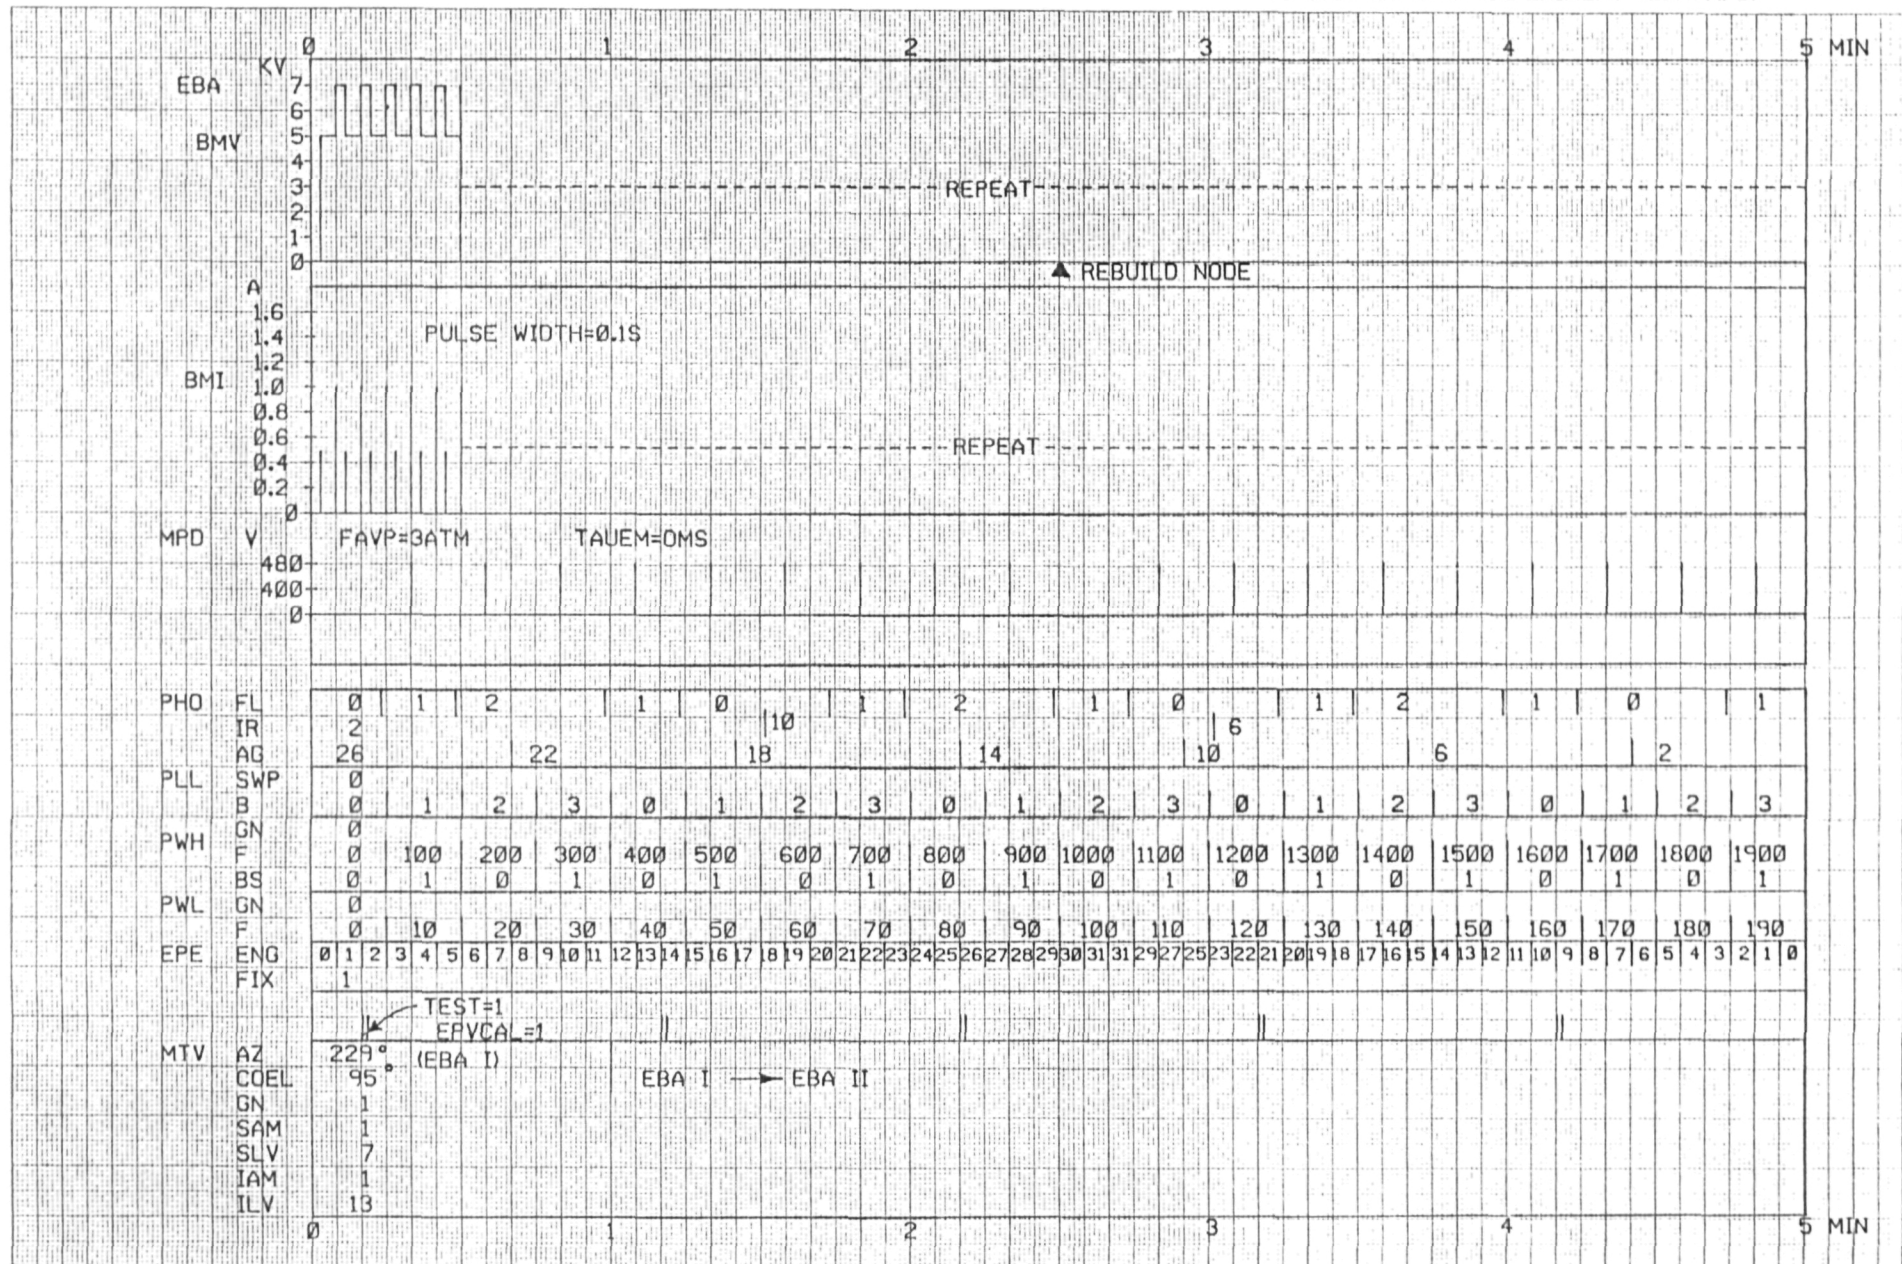 0 1 2 3 4 5 MIN
KV
EBA 7
6
BMV 5
4
3 REPEAT
2
1
0
REBUILD NODE
A
1.6
1.4 PULSE WIDTH=0.1S
1.2
BMI 1.0
0.8
0.6 REPEAT
0.4
0.2
0
MPD V FAVP=3ATM TAUEM=0MS
480
400
0
PHO FL 0 1 2 1 0 1 2 1 0 1 2 1 0 1
IR 2 10 6
AG 26 22 18 14 10 6 2
PLL SWP 0
B 0 1 2 3 0 1 2 3 0 1 2 3 0 1 2 3 0 1 2 3
PWH GN 0
F 0 100 200 300 400 500 600 700 800 900 1000 1100 1200 1300 1400 1500 1600 1700 1800 1900
BS 0 1 0 1 0 1 0 1 0 1 0 1 0 1 0 1 0 1 0 1
PWL GN 0
F 0 10 20 30 40 50 60 70 80 90 100 110 120 130 140 150 160 170 180 190
EPE ENG 0 1 2 3 4 5 6 7 8 9 10 11 12 13 14 15 16 17 18 19 20 21 22 23 24 25 26 27 28 29 30 31 31 29 27 25 23 22 21 20 19 18 17 16 15 14 13 12 11 10 9 8 7 6 5 4 3 2 1 0
FIX 1
TEST=1
EPVCAL=1
MTV AZ 229° (EBA I)
COEL 95° EBA I → EBA II
GN 1
SAM 1
SLV 7
IAM 1
ILV 13
0 1 2 3 4 5 MIN